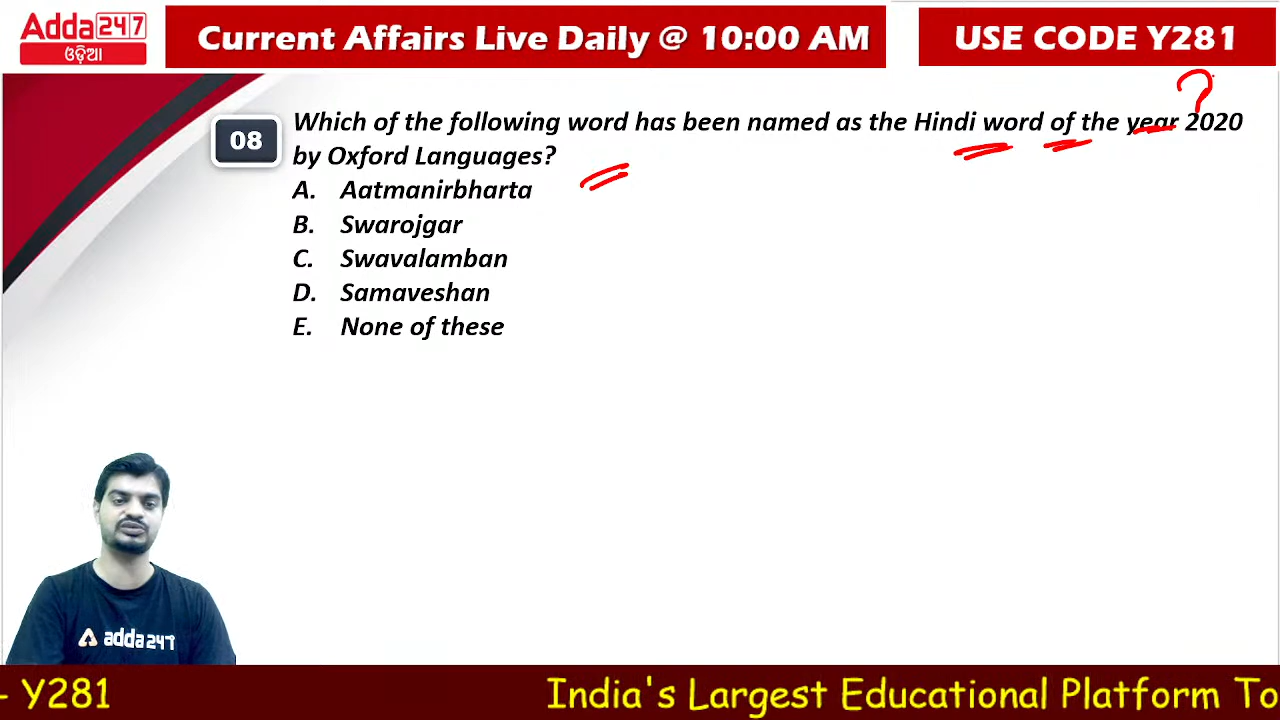 Adda247
ଓଡ଼ିଆ
Current Affairs Live Daily @ 10:00 AM
USE CODE Y281
?
08
Which of the following word has been named as the Hindi word of the year 2020
by Oxford Languages?
A. Aatmanirbharta
B. Swarojgar
C. Swavalamban
D. Samaveshan
E. None of these
adda247
- Y281
India's Largest Educational Platform To